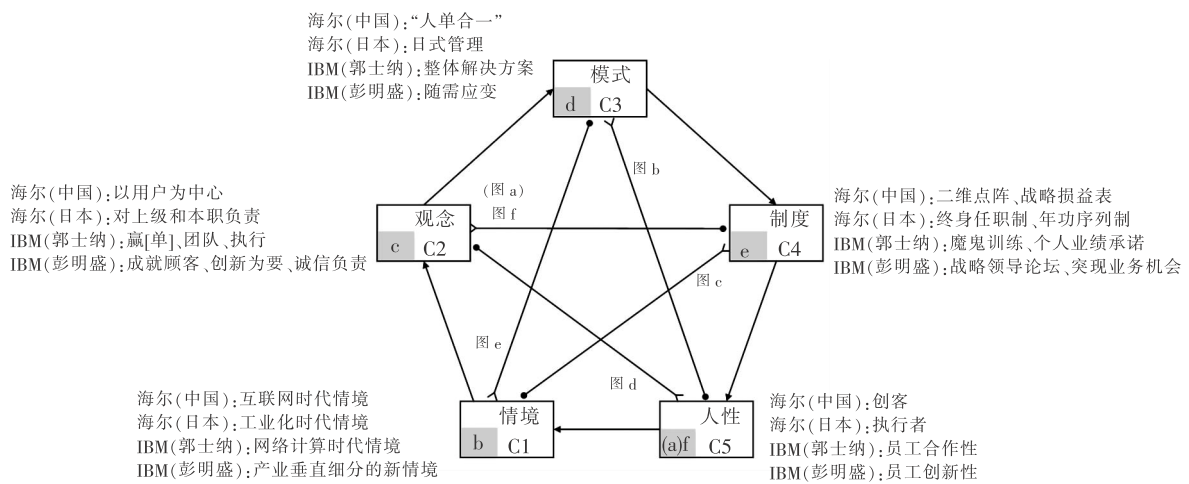 海尔(中国):“人单合一”
海尔(日本):日式管理
IBM(郭士纳):整体解决方案
IBM(彭明盛):随需应变
模式
d C3
图 b
(图 a)
图 f
海尔(中国):以用户为中心
海尔(日本):对上级和本职负责
IBM(郭士纳):赢[单]、团队、执行
IBM(彭明盛):成就顾客、创新为要、诚信负责
观念
c C2
制度
e C4
海尔(中国):二维点阵、战略损益表
海尔(日本):终身任职制、年功序列制
IBM(郭士纳):魔鬼训练、个人业绩承诺
IBM(彭明盛):战略领导论坛、突现业务机会
图 c
图 e
图 d
海尔(中国):互联网时代情境
海尔(日本):工业化时代情境
IBM(郭士纳):网络计算时代情境
IBM(彭明盛):产业垂直细分的新情境
情境
b C1
人性
(a)f C5
海尔(中国):创客
海尔(日本):执行者
IBM(郭士纳):员工合作性
IBM(彭明盛):员工创新性